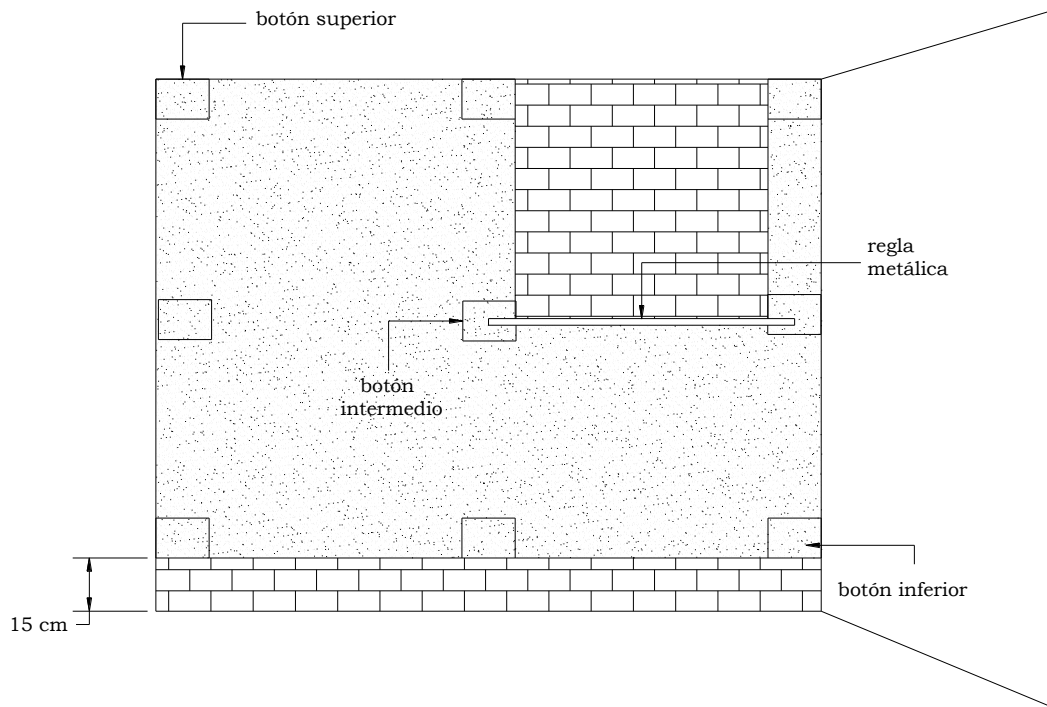 botón superior
regla
metálica
botón
intermedio
botón inferior
15 cm